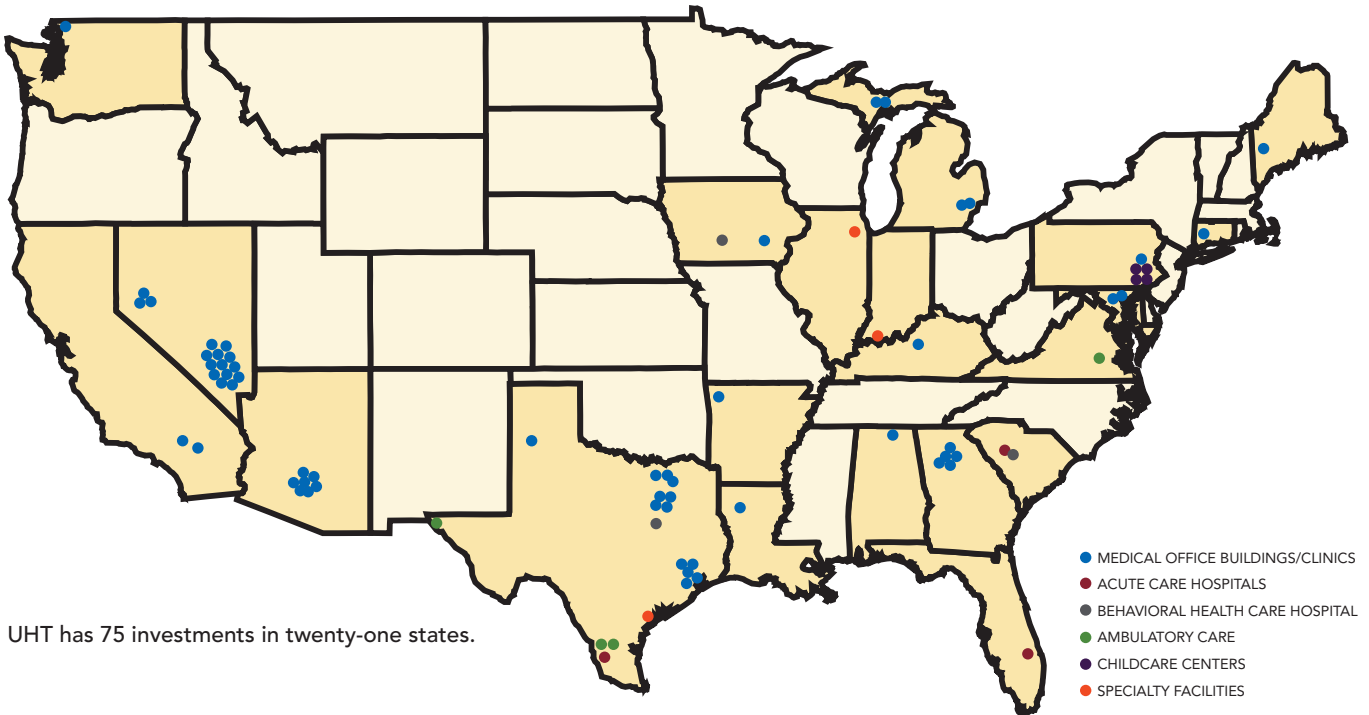 UHT has 75 investments in twenty-one states.
MEDICAL OFFICE BUILDINGS/CLINICS
ACUTE CARE HOSPITALS
BEHAVIORAL HEALTH CARE HOSPITAL
AMBULATORY CARE
CHILDCARE CENTERS
SPECIALTY FACILITIES